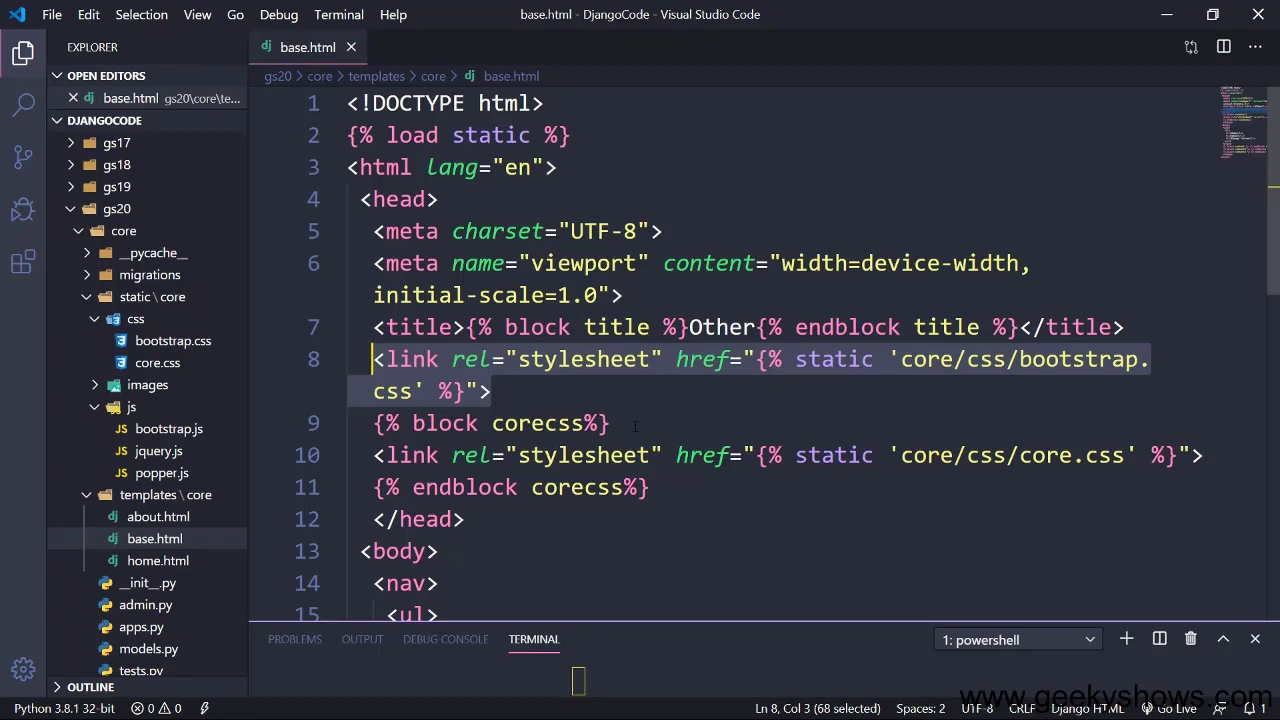 File Edit Selection View Go Debug Terminal Help base.html - DjangoCode - Visual Studio Code
EXPLORER
OPEN EDITORS
base.html gs20\core\te...
DJANGOCODE
gs17
gs18
gs19
gs20
core
__pycache__
migrations
static\core
css
bootstrap.css
core.css
images
js
bootstrap.js
jquery.js
popper.js
templates\core
about.html
base.html
home.html
__init__.py
admin.py
apps.py
models.py
tests.py
OUTLINE
base.html
gs20 > core > templates > core > base.html
1 <!DOCTYPE html>
2 {% load static %}
3 <html lang="en">
4 <head>
5 <meta charset="UTF-8">
6 <meta name="viewport" content="width=device-width,
initial-scale=1.0">
7 <title>{% block title %}Other{% endblock title %}</title>
8 <link rel="stylesheet" href="{% static 'core/css/bootstrap.
css' %}">
9 {% block corecss%}
10 <link rel="stylesheet" href="{% static 'core/css/core.css' %}">
11 {% endblock corecss%}
12 </head>
13 <body>
14 <nav>
15 <ul>
PROBLEMS OUTPUT DEBUG CONSOLE TERMINAL 1: powershell
www.geekyshows.com
Python 3.8.1 32-bit 0 0 Ln 8, Col 3 (68 selected) Spaces: 2 UTF-8 CRLF Django HTML Go Live 1